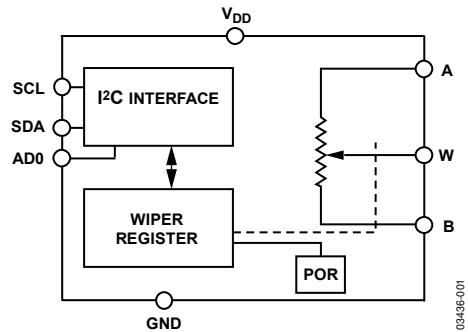 VDD
SCL
SDA
AD0
I2C INTERFACE
WIPER
REGISTER
POR
A
W
B
GND
03436-001